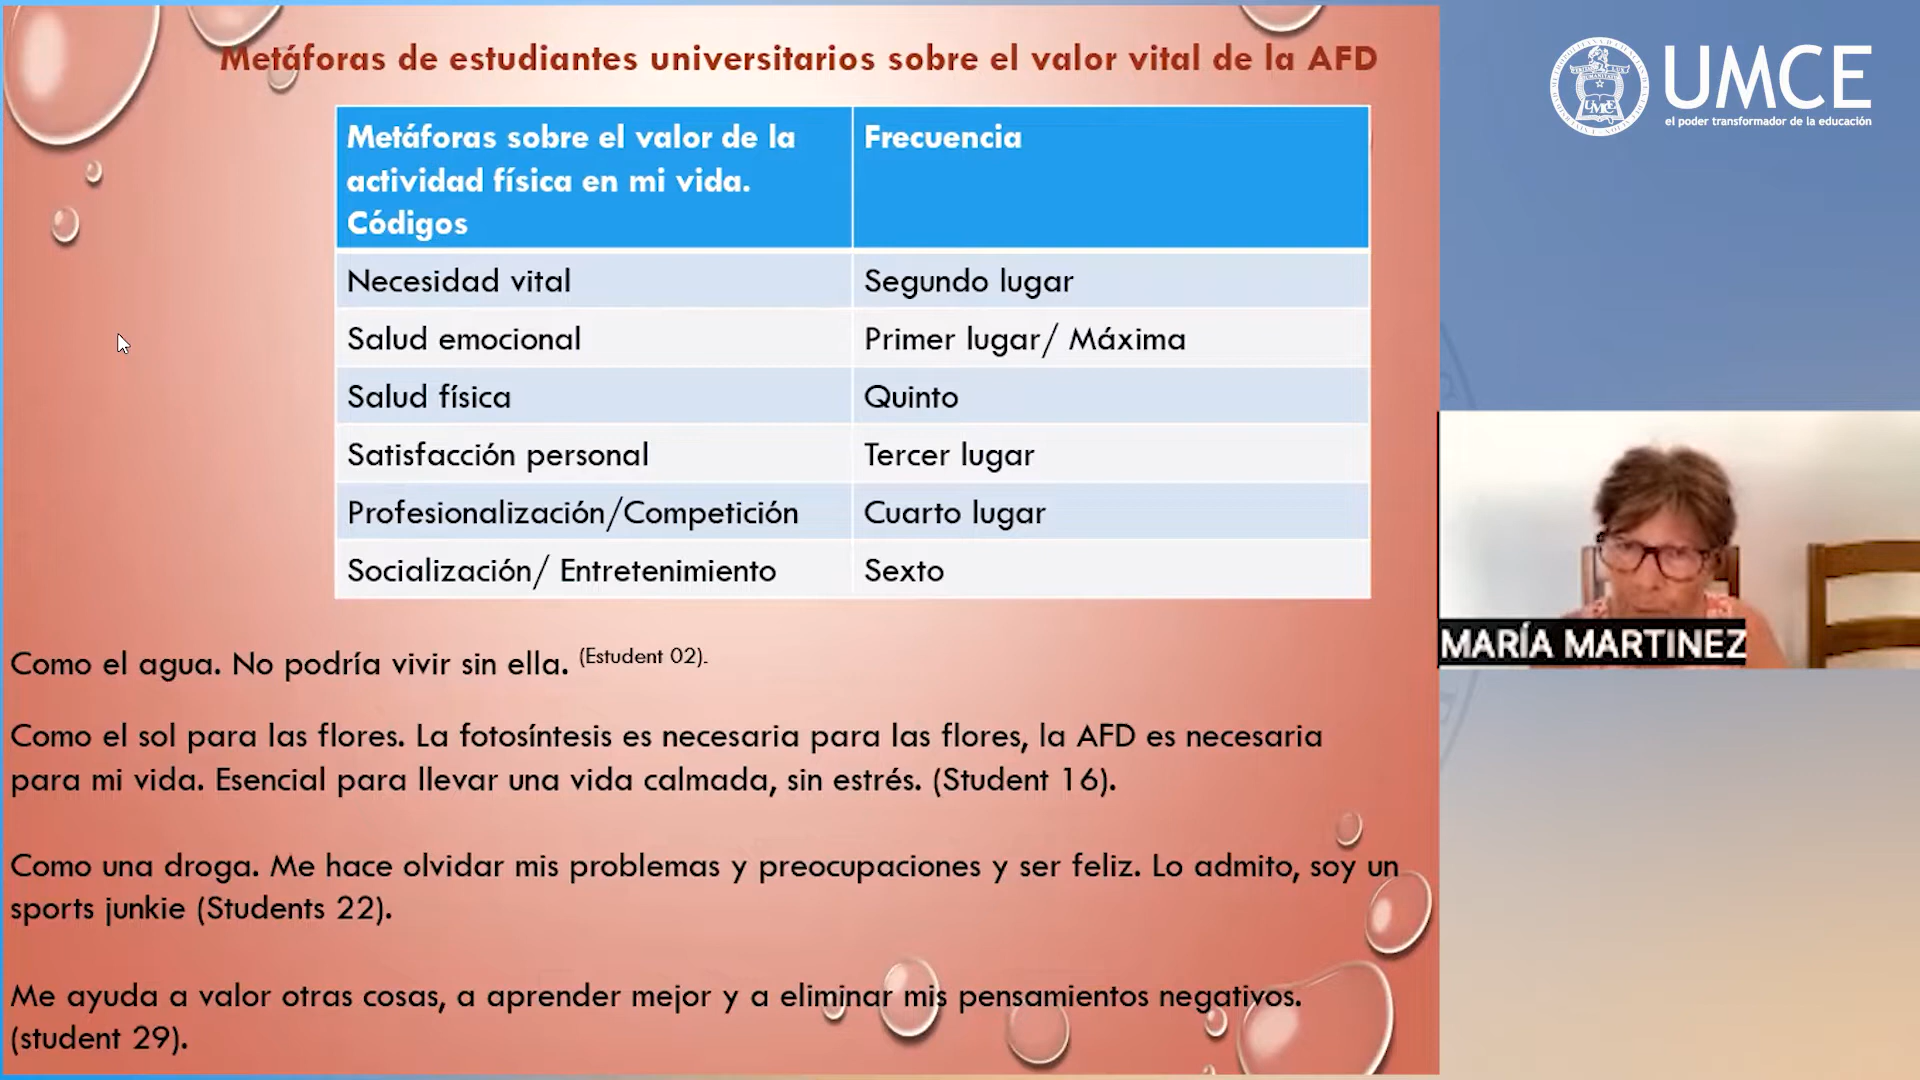 Metáforas de estudiantes universitarios sobre el valor vital de la AFD
Metáforas sobre el valor de la
actividad física en mi vida.
Códigos
Frecuencia
Necesidad vital
Segundo lugar
Salud emocional
Primer lugar/ Máxima
Salud física
Quinto
Satisfacción personal
Tercer lugar
Profesionalización/Competición
Cuarto lugar
Socialización/ Entretenimiento
Sexto
Como el agua. No podría vivir sin ella. (Estudent 02).
Como el sol para las flores. La fotosíntesis es necesaria para las flores, la AFD es necesaria
para mi vida. Esencial para llevar una vida calmada, sin estrés. (Student 16).
Como una droga. Me hace olvidar mis problemas y preocupaciones y ser feliz. Lo admito, soy un
sports junkie (Students 22).
Me ayuda a valor otras cosas, a aprender mejor y a eliminar mis pensamientos negativos.
(student 29).
UMCE
el poder transformador de la educación
MARÍA MARTINEZ